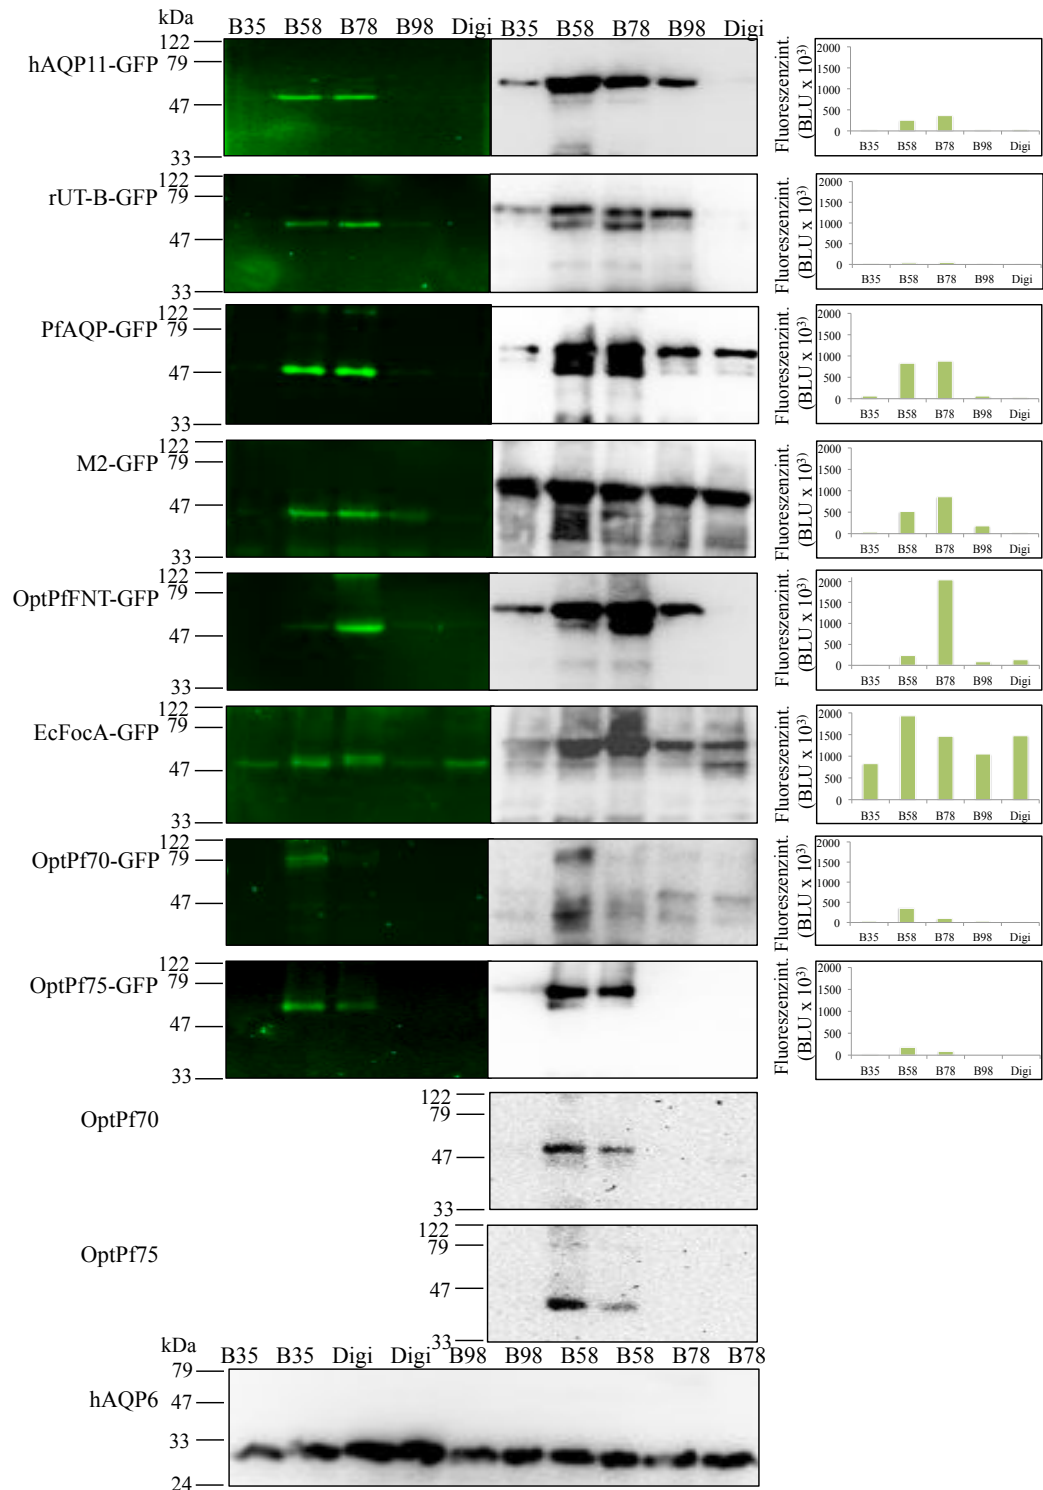 kDa B35 B58 B78 B98 Digi B35 B58 B78 B98 Digi
hAQP11-GFP
122
79
47
33
Fluoreszenzint.
(BLU x 10³)
2000
1500
1000
500
0
B35 B58 B78 B98 Digi
rUT-B-GFP
122
79
47
33
Fluoreszenzint.
(BLU x 10³)
2000
1500
1000
500
0
B35 B58 B78 B98 Digi
PfAQP-GFP
122
79
47
33
Fluoreszenzint.
(BLU x 10³)
2000
1500
1000
500
0
B35 B58 B78 B98 Digi
M2-GFP
122
79
47
33
Fluoreszenzint.
(BLU x 10³)
2000
1500
1000
500
0
B35 B58 B78 B98 Digi
OptPfFNT-GFP
122
79
47
33
Fluoreszenzint.
(BLU x 10³)
2000
1500
1000
500
0
B35 B58 B78 B98 Digi
EcFocA-GFP
122
79
47
33
Fluoreszenzint.
(BLU x 10³)
2000
1500
1000
500
0
B35 B58 B78 B98 Digi
OptPf70-GFP
122
79
47
Fluoreszenzint.
(BLU x 10³)
2000
1500
1000
500
0
B35 B58 B78 B98 Digi
OptPf75-GFP
122
79
47
33
Fluoreszenzint.
(BLU x 10³)
2000
1500
1000
500
0
B35 B58 B78 B98 Digi
OptPf70
122
79
47
33
OptPf75
122
79
47
33
kDa B35 B35 Digi Digi B98 B98 B58 B58 B78 B78
hAQP6
79
47
33
24